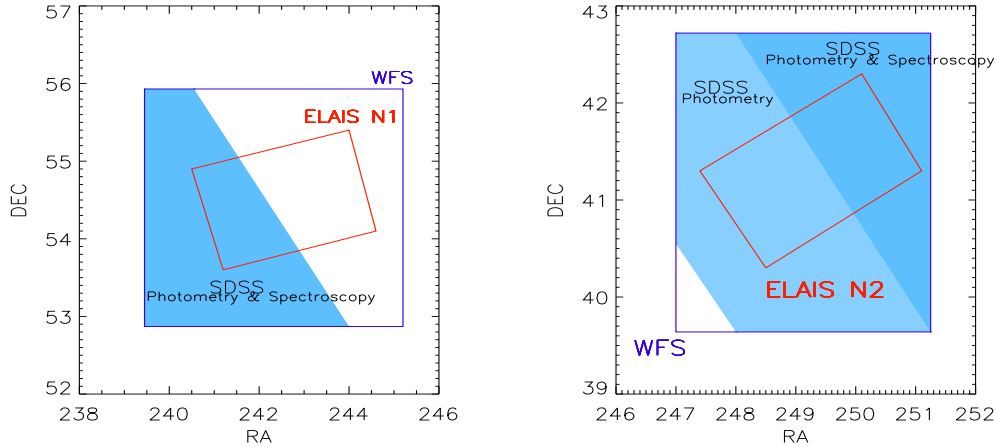 57
56
55
54
53
52
DEC
WFS
ELAIS N1
SDSS
Photometry & Spectroscopy
238
240
242
244
246
RA
43
42
41
40
39
DEC
SDSS
Photometry & Spectroscopy
SDSS
Photometry
ELAIS N2
WFS
246
247
248
249
250
251
252
RA